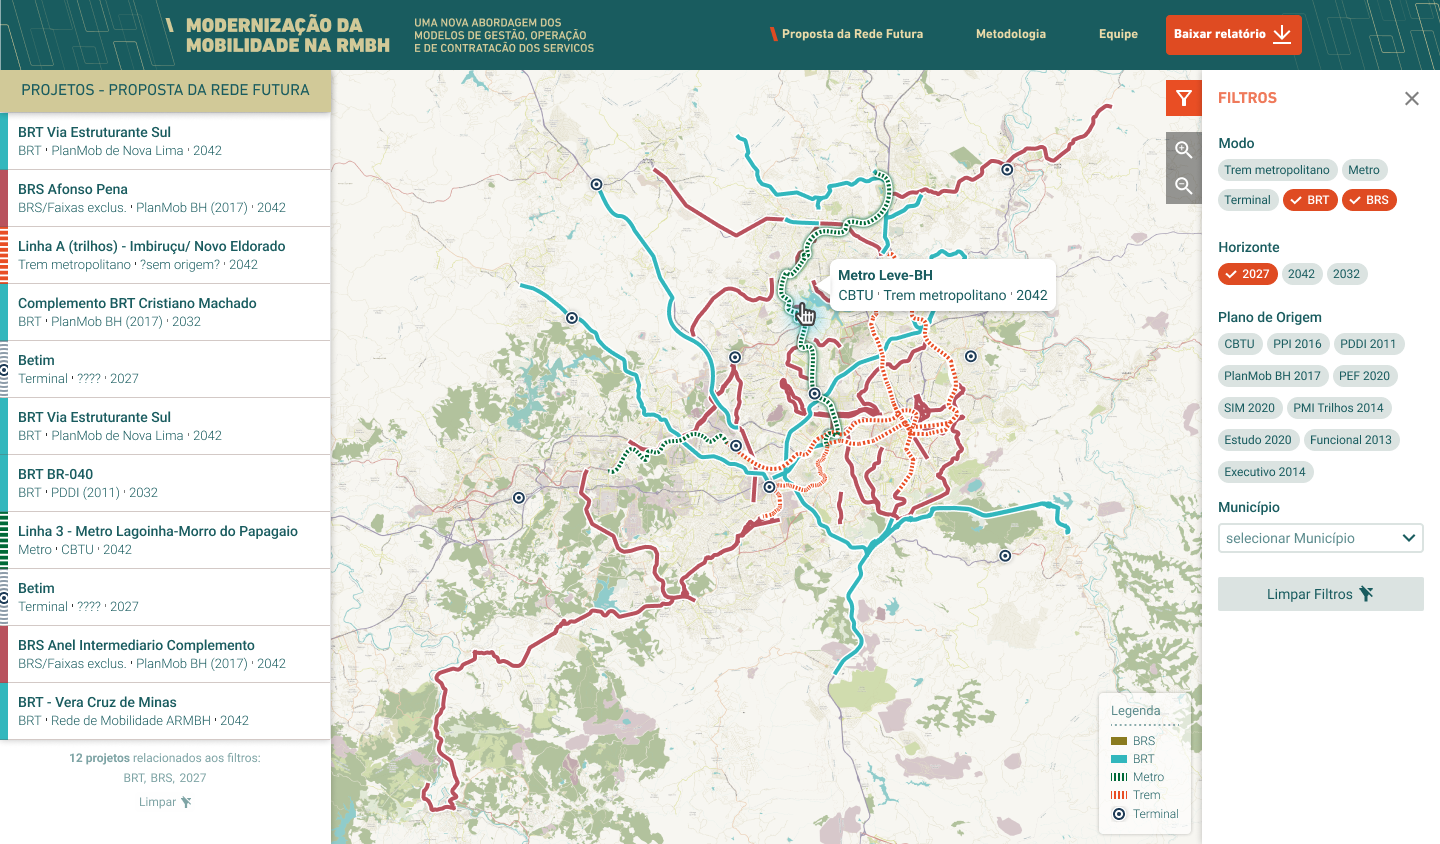 MODERNIZAÇÃO DA
MOBILIDADE NA RMBH
UMA NOVA ABORDAGEM DOS
MODELOS DE GESTÃO, OPERAÇÃO
E DE CONTRATACÃO DOS SERVICOS
Proposta da Rede Futura
Metodologia
Equipe
Baixar relatório
PROJETOS - PROPOSTA DA REDE FUTURA
BRT Via Estruturante Sul
BRT · PlanMob de Nova Lima · 2042
BRS Afonso Pena
BRS/Faixas exclus. · PlanMob BH (2017) · 2042
Linha A (trilhos) - Imbiruçu/ Novo Eldorado
Trem metropolitano · ?sem origem? · 2042
Complemento BRT Cristiano Machado
BRT · PlanMob BH (2017) · 2032
Betim
Terminal · ???? · 2027
BRT Via Estruturante Sul
BRT · PlanMob de Nova Lima · 2042
BRT BR-040
BRT · PDDI (2011) · 2032
Linha 3 - Metro Lagoinha-Morro do Papagaio
Metro · CBTU · 2042
Betim
Terminal · ???? · 2027
BRS Anel Intermediario Complemento
BRS/Faixas exclus. · PlanMob BH (2017) · 2042
BRT - Vera Cruz de Minas
BRT · Rede de Mobilidade ARMBH · 2042
12 projetos relacionados aos filtros:
BRT, BRS, 2027
Limpar
Metro Leve-BH
CBTU · Trem metropolitano · 2042
Legenda
BRS
BRT
Metro
Trem
Terminal
FILTROS
Modo
Trem metropolitano Metro
Terminal BRT BRS
Horizonte
2027 2042 2032
Plano de Origem
CBTU PPI 2016 PDDI 2011
PlanMob BH 2017 PEF 2020
SIM 2020 PMI Trilhos 2014
Estudo 2020 Funcional 2013
Executivo 2014
Município
selecionar Município
Limpar Filtros